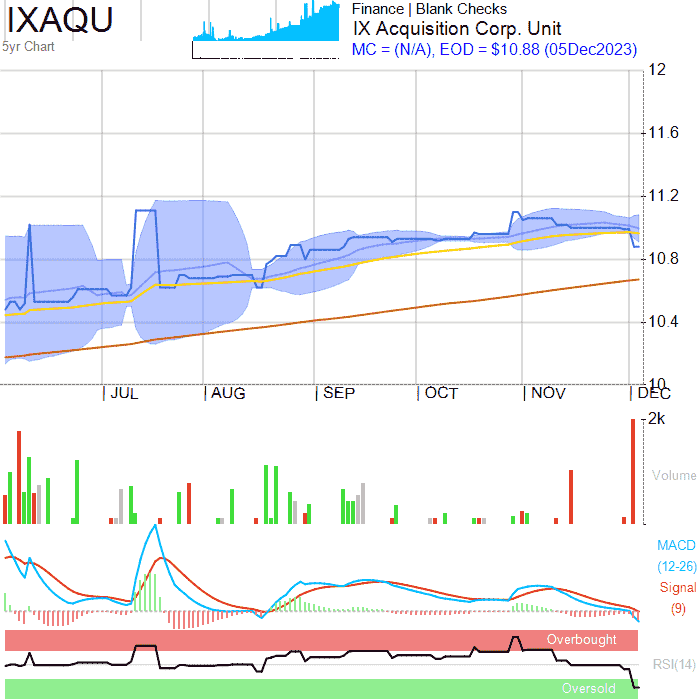 IXAQU
5yr Chart
Finance | Blank Checks
IX Acquisition Corp. Unit
MC = (N/A), EOD = $10.88 (05Dec2023)
12
11.6
11.2
10.8
10.4
10
JUL AUG SEP OCT NOV DEC
2k
Volume
MACD
(12-26)
Signal
(9)
Overbought
RSI(14)
Oversold